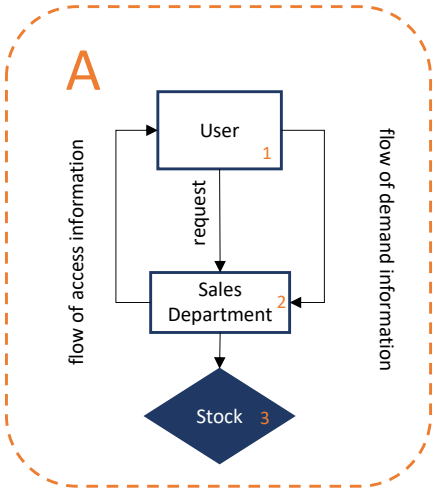 A
User
1
flow of access information
request
flow of demand information
Sales
Department
2
Stock
3